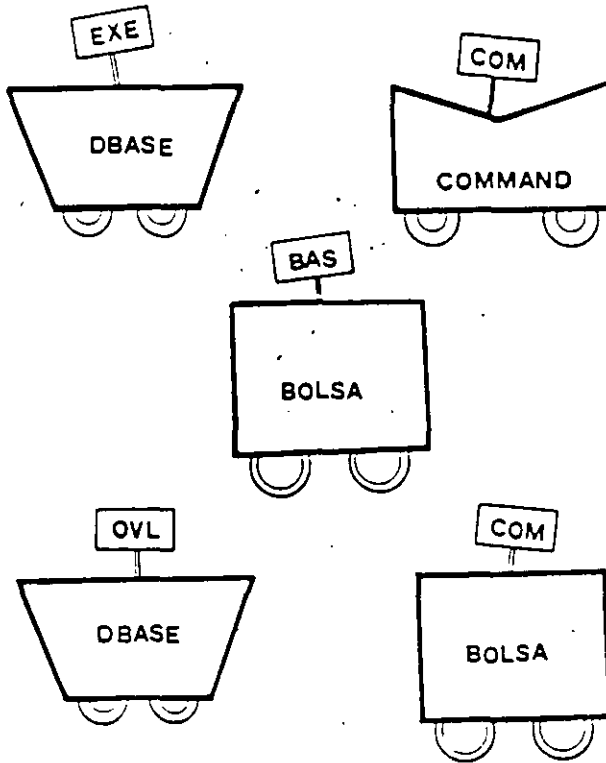 EXE
DBASE
COM
COMMAND
BAS
BOLSA
OVL
DBASE
COM
BOLSA